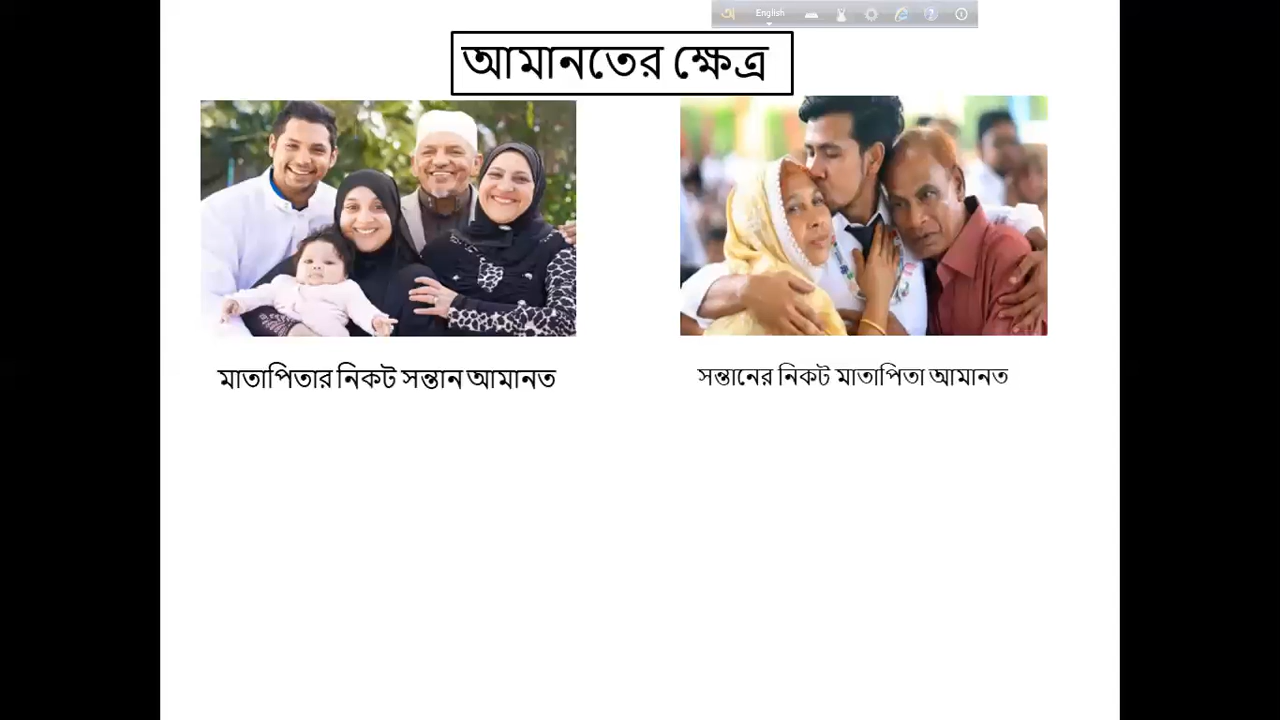 English
আমানতের ক্ষেত্র
মাতাপিতার নিকট সন্তান আমানত
সন্তানের নিকট মাতাপিতা আমানত